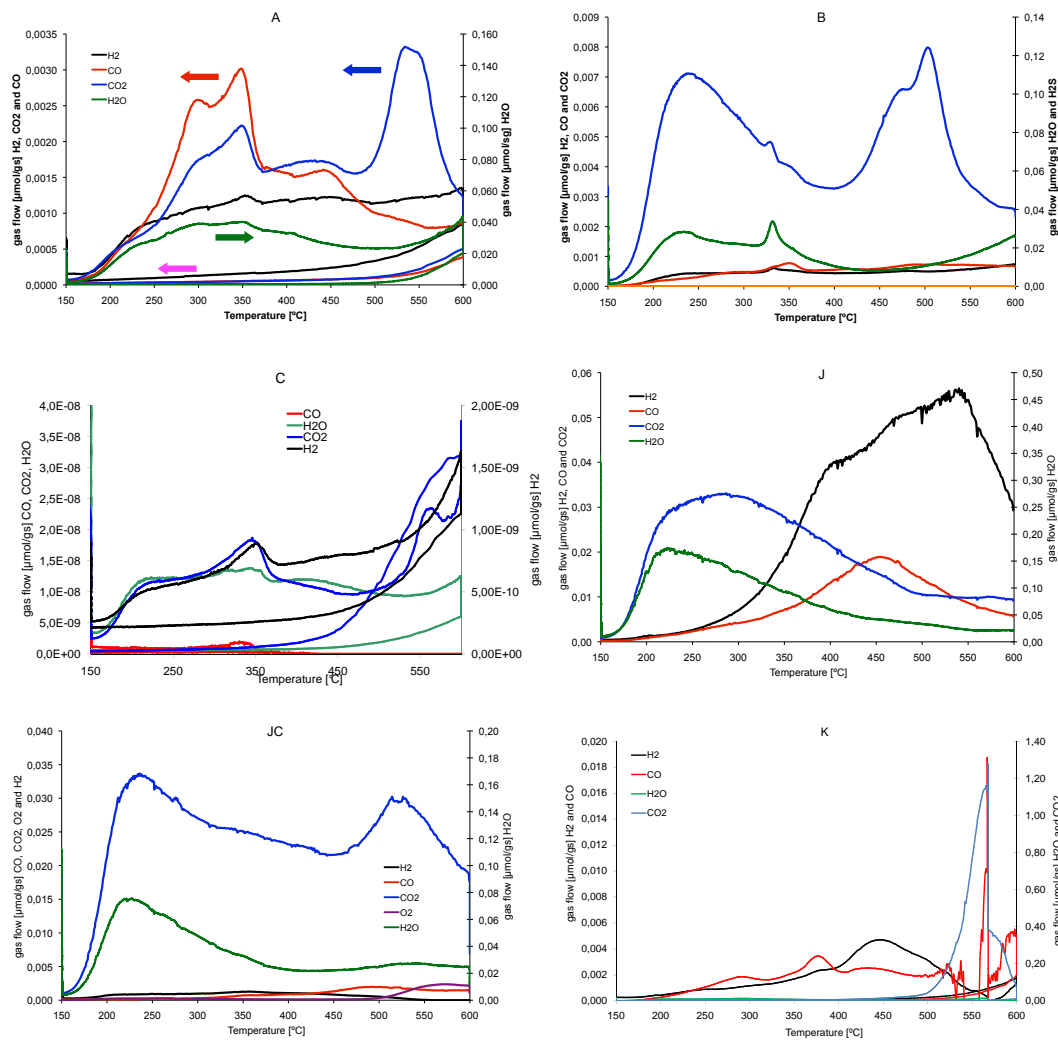 A
gas flow [µmol/gs] H2, CO2 and CO
0,0035
0,0030
0,0025
0,0020
0,0015
0,0010
0,0005
0,0000
H2
CO
CO2
H2O
0,160
0,140
0,120
0,100
0,080
0,060
0,040
0,020
0,000
gas flow [µmol/sg] H2O
150 200 250 300 350 400 450 500 550 600
Temperature [ºC]
B
gas flow [µmol/gs] H2, CO and CO2
0,009
0,008
0,007
0,006
0,005
0,004
0,003
0,002
0,001
0,000
0,14
0,12
0,10
0,08
0,06
0,04
0,02
0,00
gas flow [µmol/gs] H2O and H2S
150 200 250 300 350 400 450 500 550 600
Temperature [ºC]
C
gas flow [µmol/gs] CO, CO2, H2O
4,0E-08
3,5E-08
3,0E-08
2,5E-08
2,0E-08
1,5E-08
1,0E-08
5,0E-09
0,0E+00
CO
H2O
CO2
H2
2,00E-09
1,50E-09
1,00E-09
5,00E-10
0,00E+00
gas flow [µmol/gs] H2
150 250 350 450 550
Temperature [ºC]
J
gas flow [µmol/gs] H2, CO and CO2
0,06
0,05
0,04
0,03
0,02
0,01
0,00
H2
CO
CO2
H2O
0,50
0,45
0,40
0,35
0,30
0,25
0,20
0,15
0,10
0,05
0,00
gas flow [µmol/gs] H2O
150 200 250 300 350 400 450 500 550 600
Temperature [ºC]
JC
gas flow [µmol/gs] CO, CO2, O2 and H2
0,040
0,035
0,030
0,025
0,020
0,015
0,010
0,005
0,000
H2
CO
CO2
O2
H2O
0,20
0,18
0,16
0,14
0,12
0,10
0,08
0,06
0,04
0,02
0,00
gas flow [µmol/gs] H2O
150 200 250 300 350 400 450 500 550 600
Temperature [ºC]
K
gas flow [µmol/gs] H2 and CO
0,020
0,018
0,016
0,014
0,012
0,010
0,008
0,006
0,004
0,002
0,000
H2
CO
H2O
CO2
1,40
1,20
1,00
0,80
0,60
0,40
0,20
0,00
gas flow [µmol/gs] H2O and CO2
150 200 250 300 350 400 450 500 550 600
Temperature [ºC]